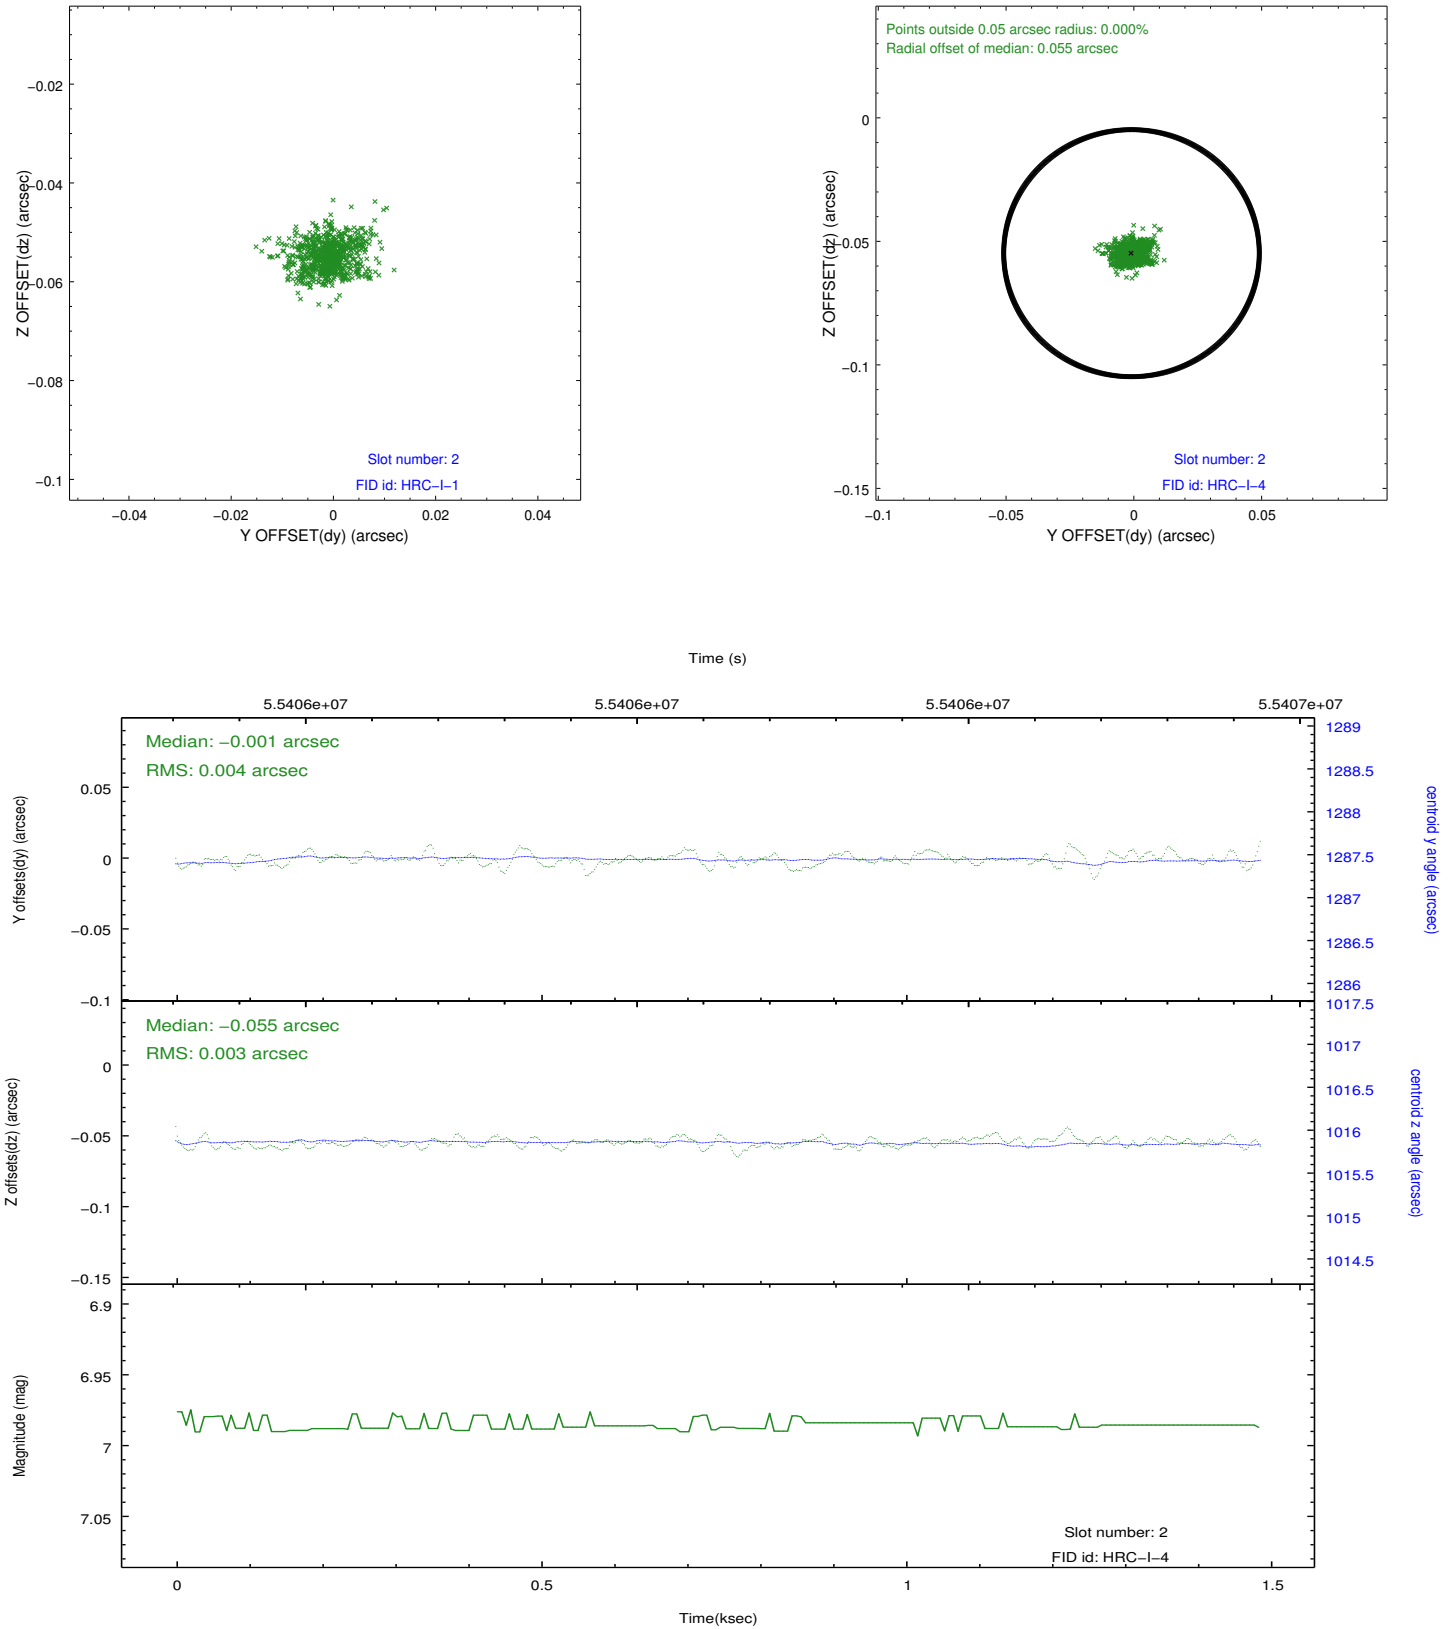 −0.02
−0.04
−0.06
−0.08
−0.1
Z OFFSET(dz) (arcsec)
Slot number: 2
FID id: HRC−I−1
−0.04 −0.02 0 0.02 0.04
Y OFFSET(dy) (arcsec)
Points outside 0.05 arcsec radius: 0.000%
Radial offset of median: 0.055 arcsec
0
−0.05
−0.1
−0.15
Z OFFSET(dz) (arcsec)
Slot number: 2
FID id: HRC−I−4
−0.1 −0.05 0 0.05
Y OFFSET(dy) (arcsec)
Time (s)
5.5406e+07 5.5406e+07 5.5406e+07 5.5407e+07
Median: −0.001 arcsec
RMS: 0.004 arcsec
0.05
0
−0.05
−0.1
Y offsets(dy) (arcsec)
1289
1288.5
1288
1287.5
1287
1286.5
1286
centroid y angle (arcsec)
Median: −0.055 arcsec
RMS: 0.003 arcsec
0
−0.05
−0.1
−0.15
Z offsets(dz) (arcsec)
1017.5
1017
1016.5
1016
1015.5
1015
1014.5
centroid z angle (arcsec)
6.9
6.95
7
7.05
Magnitude (mag)
Slot number: 2
FID id: HRC−I−4
0 0.5 1 1.5
Time(ksec)